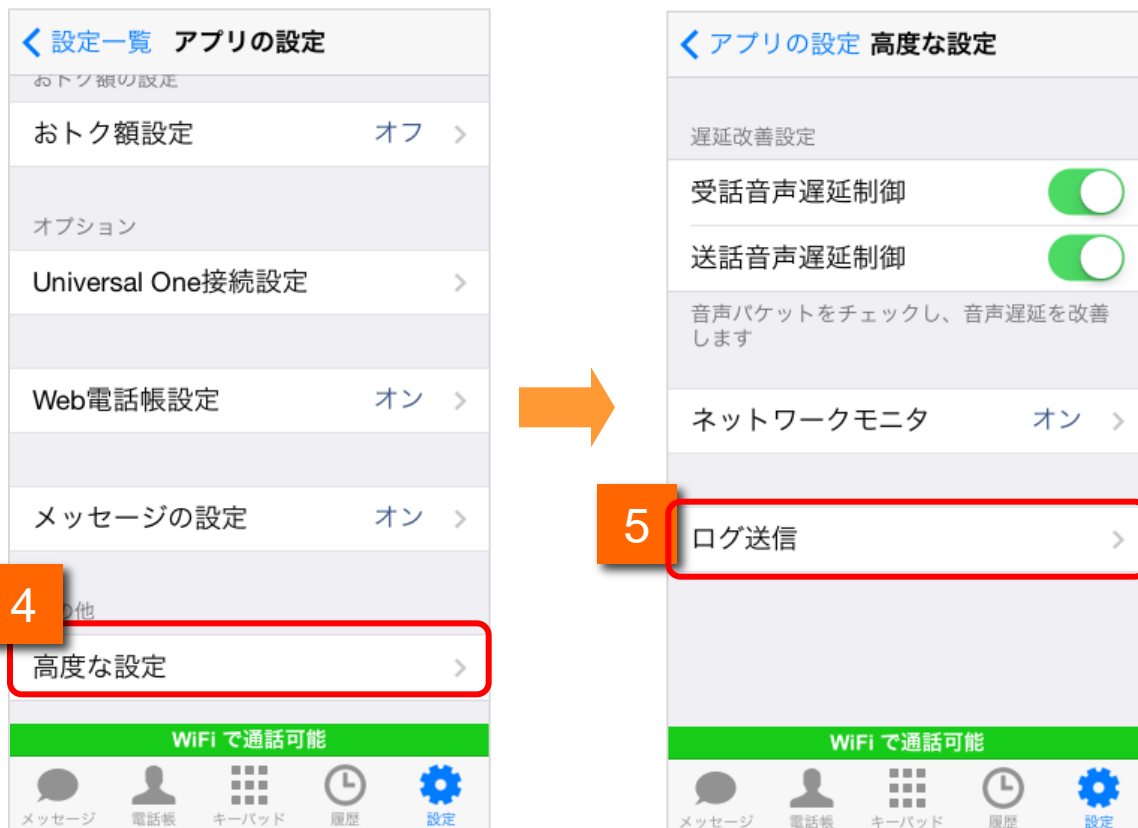 設定一覧 アプリの設定
おトク額の設定
おトク額設定 オフ
オプション
Universal One接続設定
Web電話帳設定 オン
メッセージの設定 オン
4
の他
高度な設定
WiFi で通話可能
メッセージ 電話帳 キーパッド 履歴 設定
アプリの設定 高度な設定
遅延改善設定
受話音声遅延制御
送話音声遅延制御
音声パケットをチェックし、音声遅延を改善
します
ネットワークモニタ オン
5
ログ送信
WiFi で通話可能
メッセージ 電話帳 キーパッド 履歴 設定